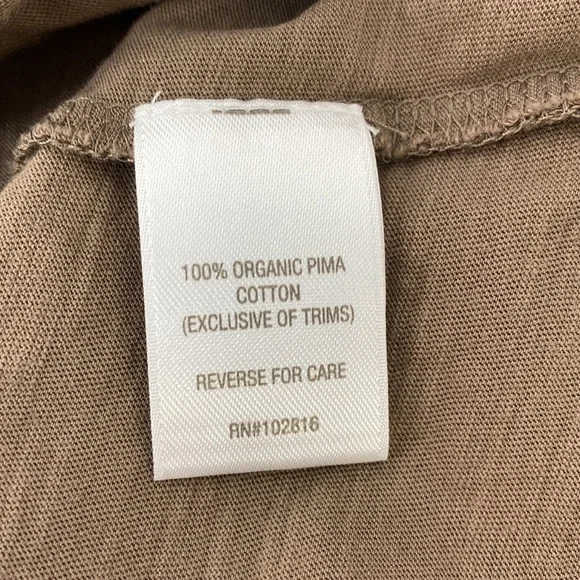 100% ORGANIC PIMA
COTTON
(EXCLUSIVE OF TRIMS)
REVERSE FOR CARE
RN#102816